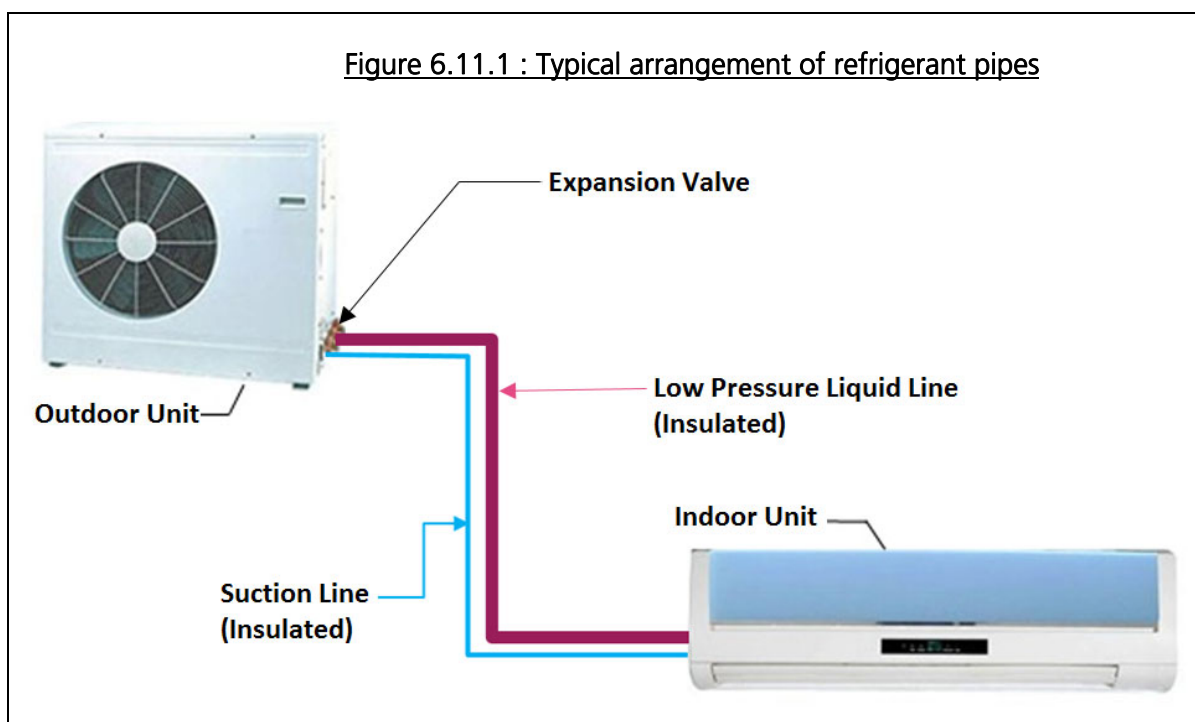 Figure 6.11.1 : Typical arrangement of refrigerant pipes
Expansion Valve
Outdoor Unit
Low Pressure Liquid Line
(Insulated)
Indoor Unit
Suction Line
(Insulated)